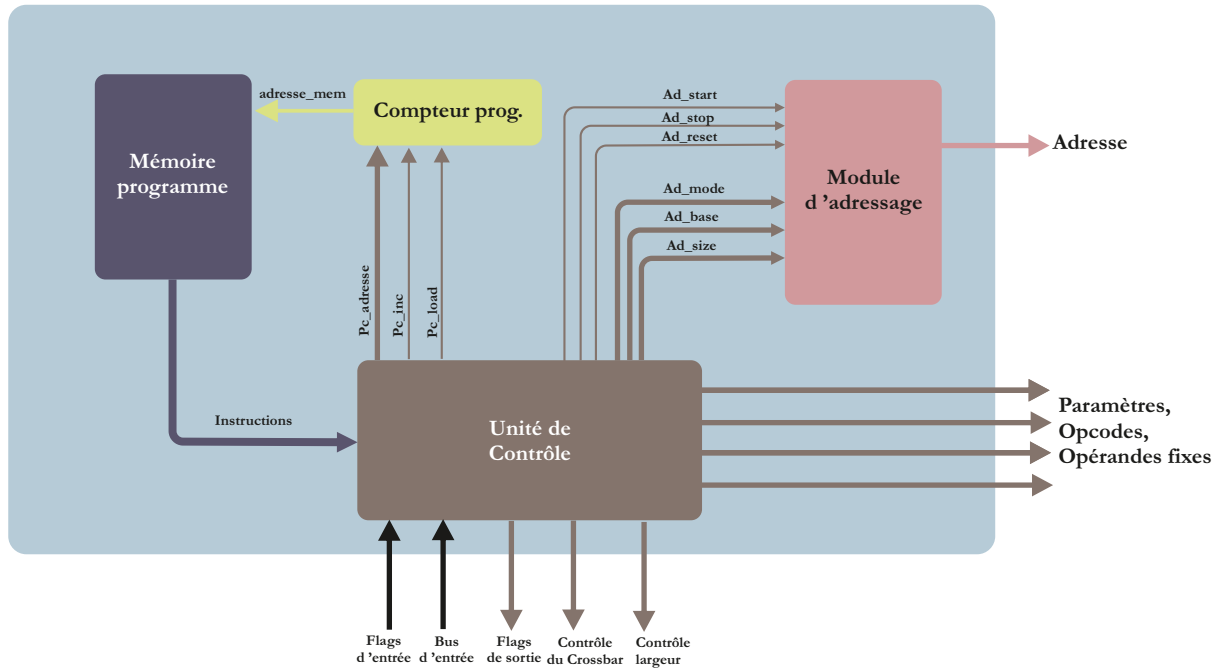 Ad_start
adresse_mem
Compteur prog.
Ad_stop
Ad_reset
Adresse
Mémoire
programme
Module
d ’adressage
Ad_mode
Ad_base
Ad_size
Pc_adresse
Pc_inc
Pc_load
Instructions
Unité de
Contrôle
Paramètres,
Opcodes,
Opérandes fixes
Flags
d ’entrée
Bus
d ’entrée
Flags
de sortie
Contrôle
du Crossbar
Contrôle
largeur